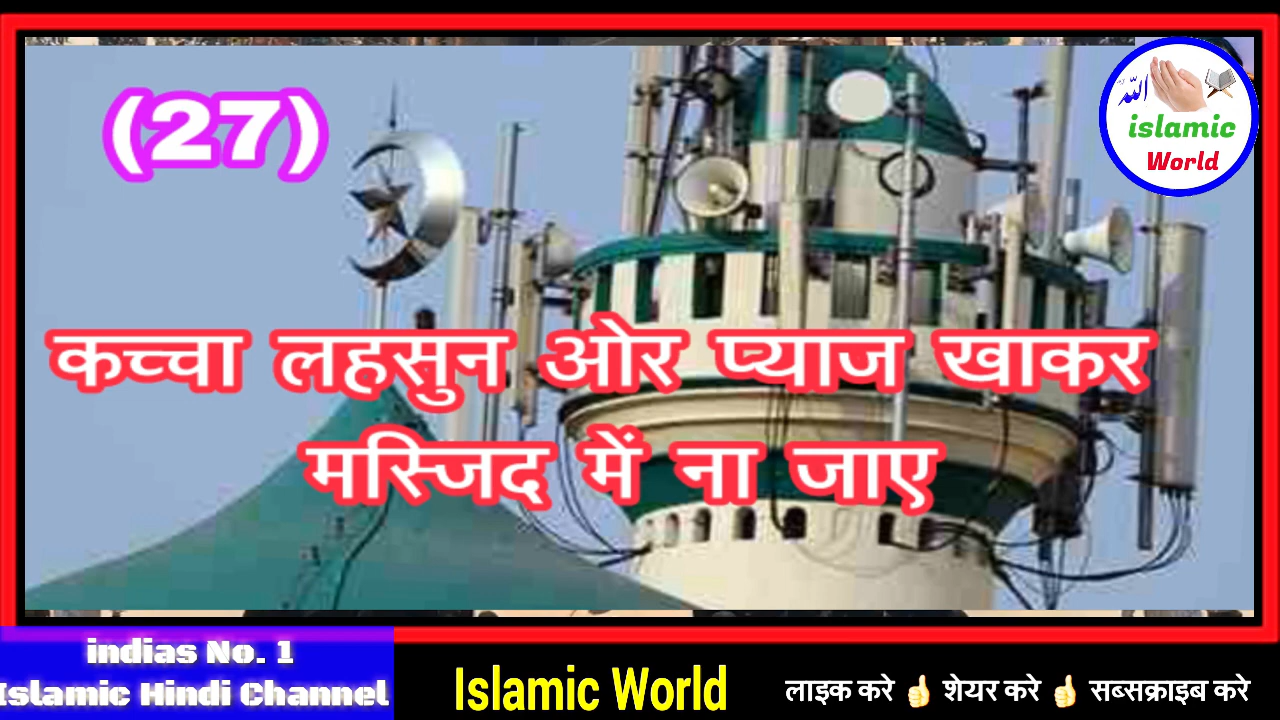 (27)
الله
islamic
World
कच्चा लहसुन ओर प्याज खाकर
मस्जिद में ना जाए
indias No. 1
Islamic Hindi Channel
Islamic World
लाइक करे 👍 शेयर करे 👍 सब्सक्राइब करे